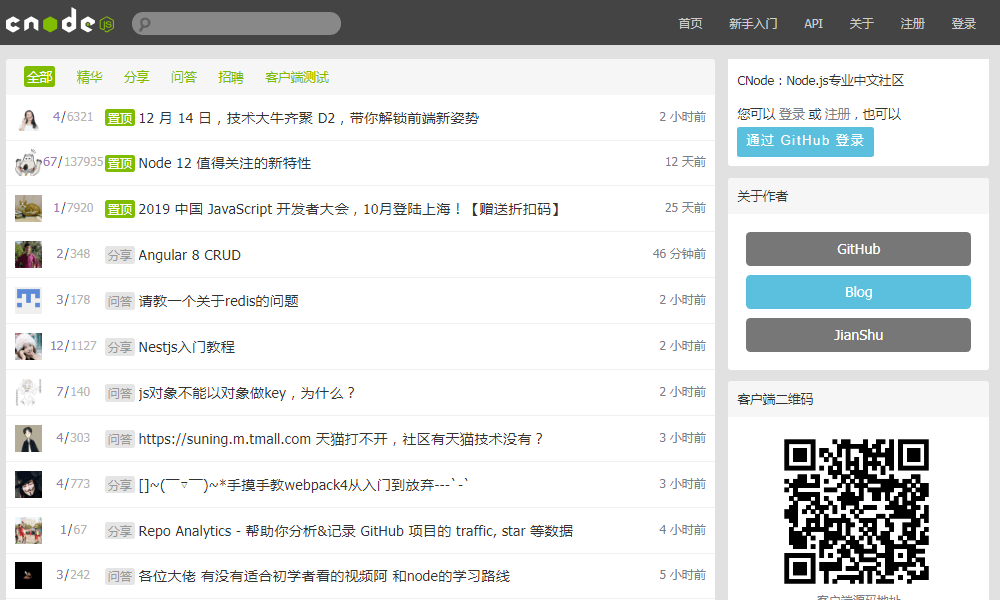 cnode JS
首页 新手入门 API 关于 注册 登录
全部 精华 分享 问答 招聘 客户端测试
4/6321 置顶 12 月 14 日，技术大牛齐聚 D2，带你解锁前端新姿势 2 小时前
67/137935 置顶 Node 12 值得关注的新特性 12 天前
1/7920 置顶 2019 中国 JavaScript 开发者大会，10月登陆上海！【赠送折扣码】 25 天前
2/348 分享 Angular 8 CRUD 46 分钟前
3/178 问答 请教一个关于redis的问题 2 小时前
12/1127 分享 Nestjs入门教程 2 小时前
7/140 问答 js对象不能以对象做key，为什么？ 2 小时前
4/303 问答 https://suning.m.tmall.com 天猫打不开，社区有天猫技术没有？ 3 小时前
4/773 分享 []~(￣▽￣)~*手摸手教webpack4从入门到放弃---`-` 3 小时前
1/67 分享 Repo Analytics - 帮助你分析&记录 GitHub 项目的 traffic, star 等数据 4 小时前
3/242 问答 各位大佬 有没有适合初学者看的视频阿 和node的学习路线 5 小时前
CNode：Node.js专业中文社区
您可以 登录 或 注册，也可以
通过 GitHub 登录
关于作者
GitHub
Blog
JianShu
客户端二维码
客户端源码地址